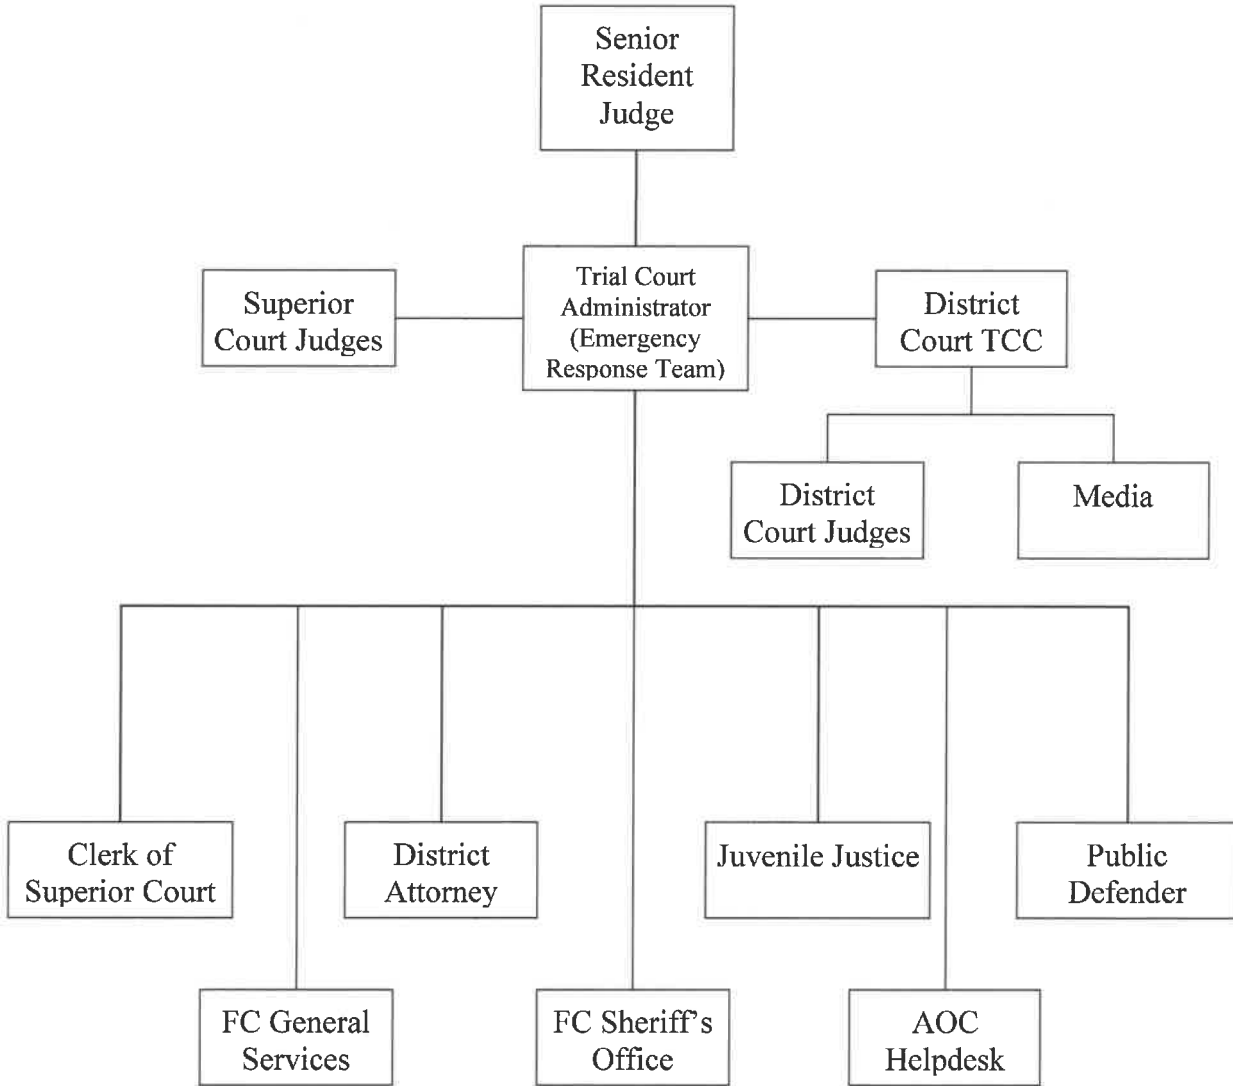 Senior
Resident
Judge
Superior
Court Judges
Trial Court
Administrator
(Emergency
Response Team)
District
Court TCC
District
Court Judges
Media
Clerk of
Superior Court
District
Attorney
Juvenile Justice
Public
Defender
FC General
Services
FC Sheriff's
Office
AOC
Helpdesk